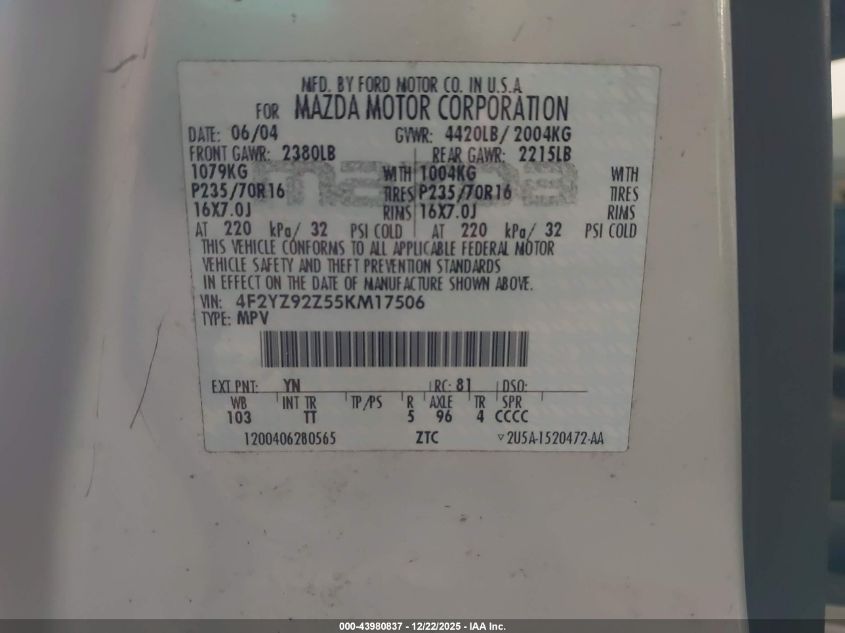 MFD. BY FORD MOTOR CO. IN U.S.A
FOR MAZDA MOTOR CORPORATION
DATE: 06/04 GVWR: 4420LB/ 2004KG
FRONT GAWR: 2380LB REAR GAWR: 2215LB
1079KG WITH 1004KG WITH
P235/70R16 TIRES P235/70R16 TIRES
16X7.0J RIMS 16X7.0J RIMS
AT 220 kPa/ 32 PSI COLD AT 220 kPa/ 32 PSI COLD
THIS VEHICLE CONFORMS TO ALL APPLICABLE FEDERAL MOTOR
VEHICLE SAFETY AND THEFT PREVENTION STANDARDS
IN EFFECT ON THE DATE OF MANUFACTURE SHOWN ABOVE.
VIN: 4F2YZ92Z55KM17506
TYPE: MPV
EXT PNT: YN RC: 81 DSO:
WB INT TR TP/PS R AXLE TR SPR
103 TT 5 96 4 CCCC
1200406280565 ZTC ▿2U5A-1520472-AA
mazda
000-43980837 - 12/22/2025 - IAA Inc.